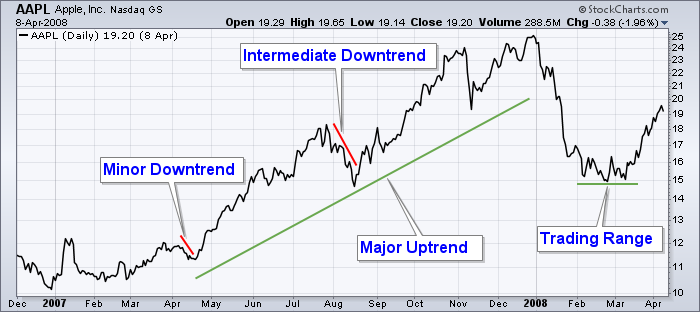 AAPL Apple, Inc. Nasdaq GS © StockCharts.com
8-Apr-2008 Open 19.29 High 19.65 Low 19.14 Close 19.20 Volume 288.5M Chg -0.38 (-1.96%)
AAPL (Daily) 19.20 (8 Apr)
Intermediate Downtrend
Minor Downtrend
Major Uptrend
Trading Range
25
24
23
22
21
20
19
18
17
16
15
14
13
12
11
10
Dec 2007 Feb Mar Apr May Jun Jul Aug Sep Oct Nov Dec 2008 Feb Mar Apr